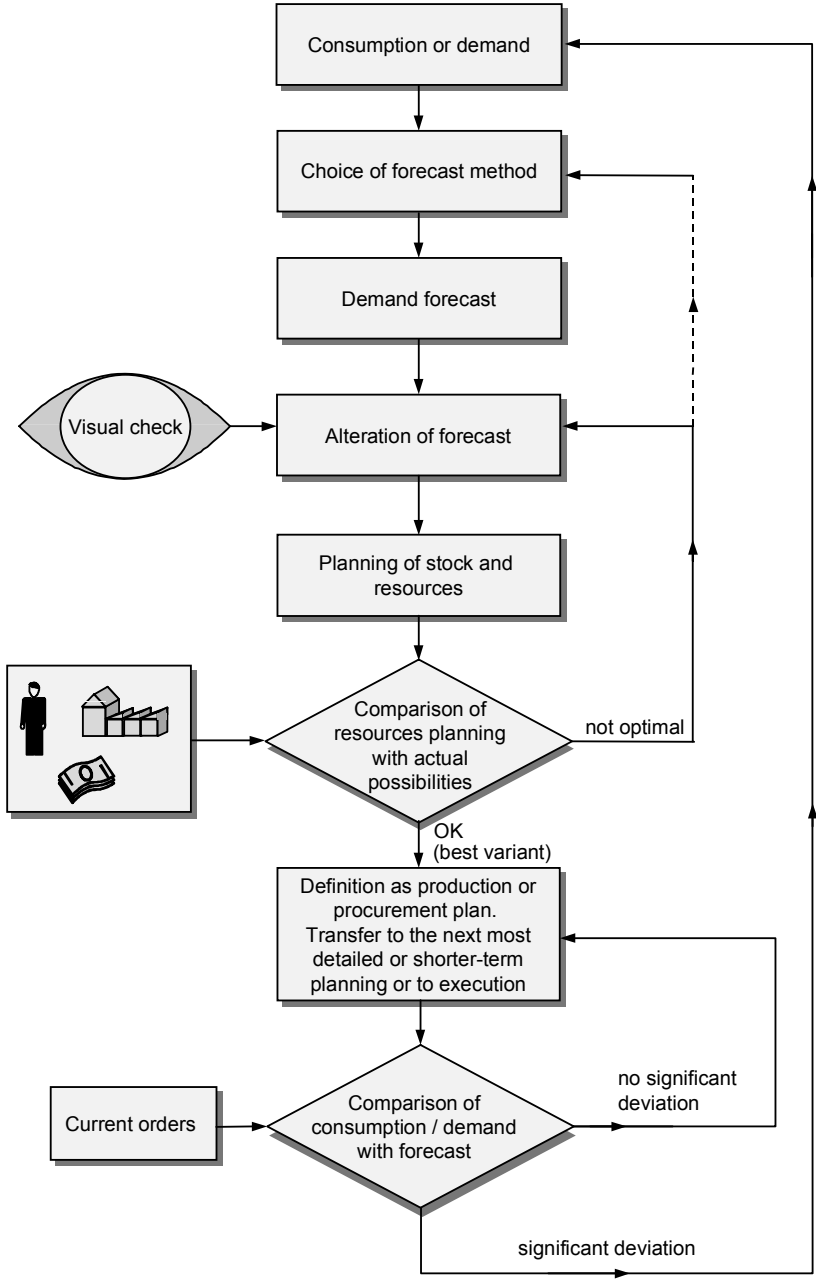 Consumption or demand
Choice of forecast method
Demand forecast
Visual check
Alteration of forecast
Planning of stock and
resources
Comparison of
resources planning
with actual
possibilities
not optimal
OK
(best variant)
Definition as production or
procurement plan.
Transfer to the next most
detailed or shorter-term
planning or to execution
no significant
deviation
Current orders
Comparison of
consumption / demand
with forecast
significant deviation